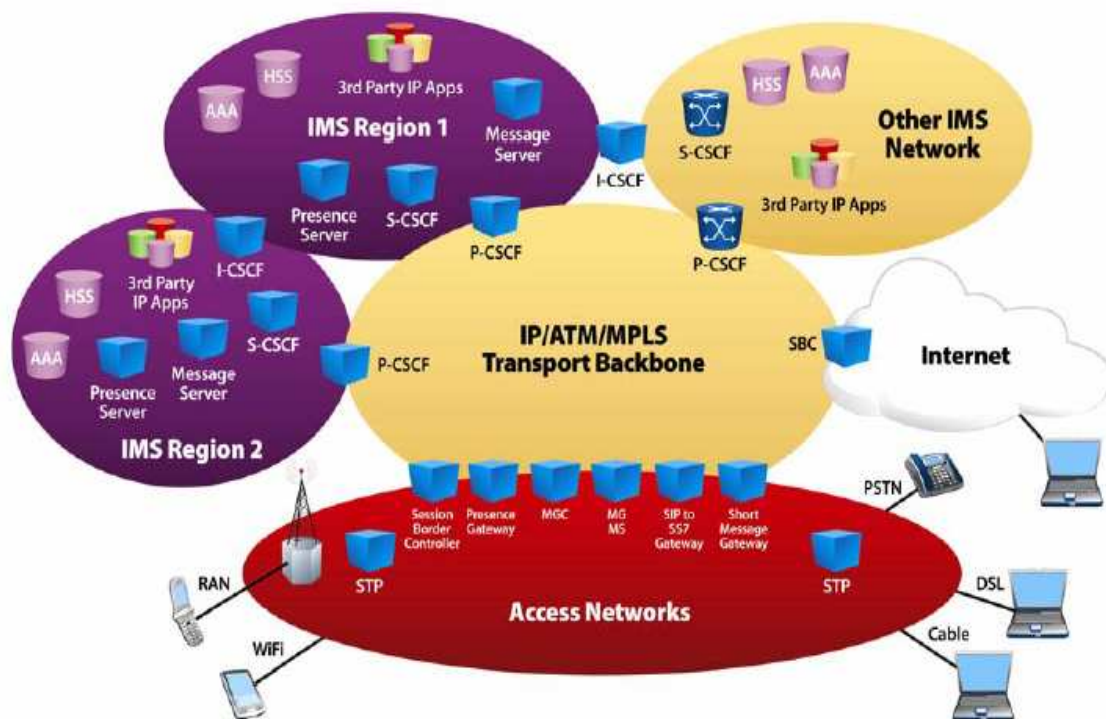 HSS
AAA
3rd Party IP Apps
IMS Region 1
Message
Server
Presence
Server
S-CSCF
P-CSCF
I-CSCF
S-CSCF
HSS
AAA
Other IMS
Network
3rd Party IP Apps
P-CSCF
3rd Party
IP Apps
I-CSCF
HSS
AAA
S-CSCF
Message
Server
Presence
Server
P-CSCF
IMS Region 2
IP/ATM/MPLS
Transport Backbone
SBC
Internet
Session
Border
Controller
Presence
Gateway
MGC
MG
MS
SIP to
SS7
Gateway
Short
Message
Gateway
STP
STP
Access Networks
RAN
WiFi
PSTN
DSL
Cable